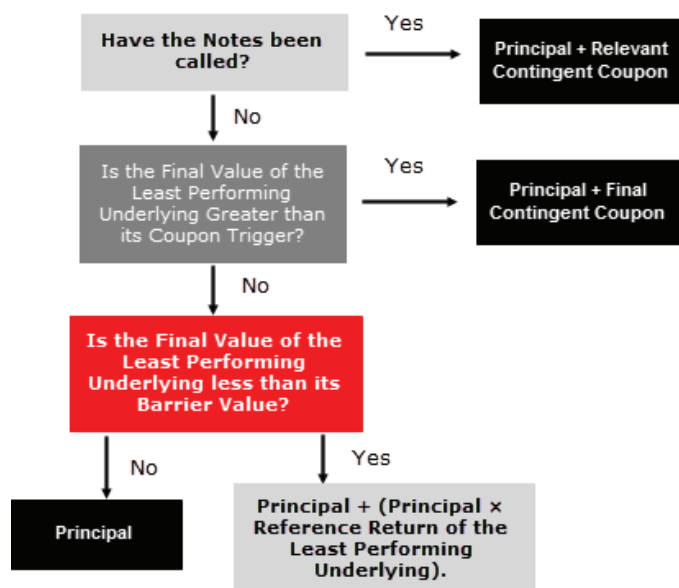 Have the Notes been
called?
Yes
Principal + Relevant
Contingent Coupon
No
Is the Final Value of the
Least Performing
Underlying Greater than
its Coupon Trigger?
Yes
Principal + Final
Contingent Coupon
No
Is the Final Value of the
Least Performing
Underlying less than its
Barrier Value?
No
Yes
Principal
Principal + (Principal ×
Reference Return of the
Least Performing
Underlying).